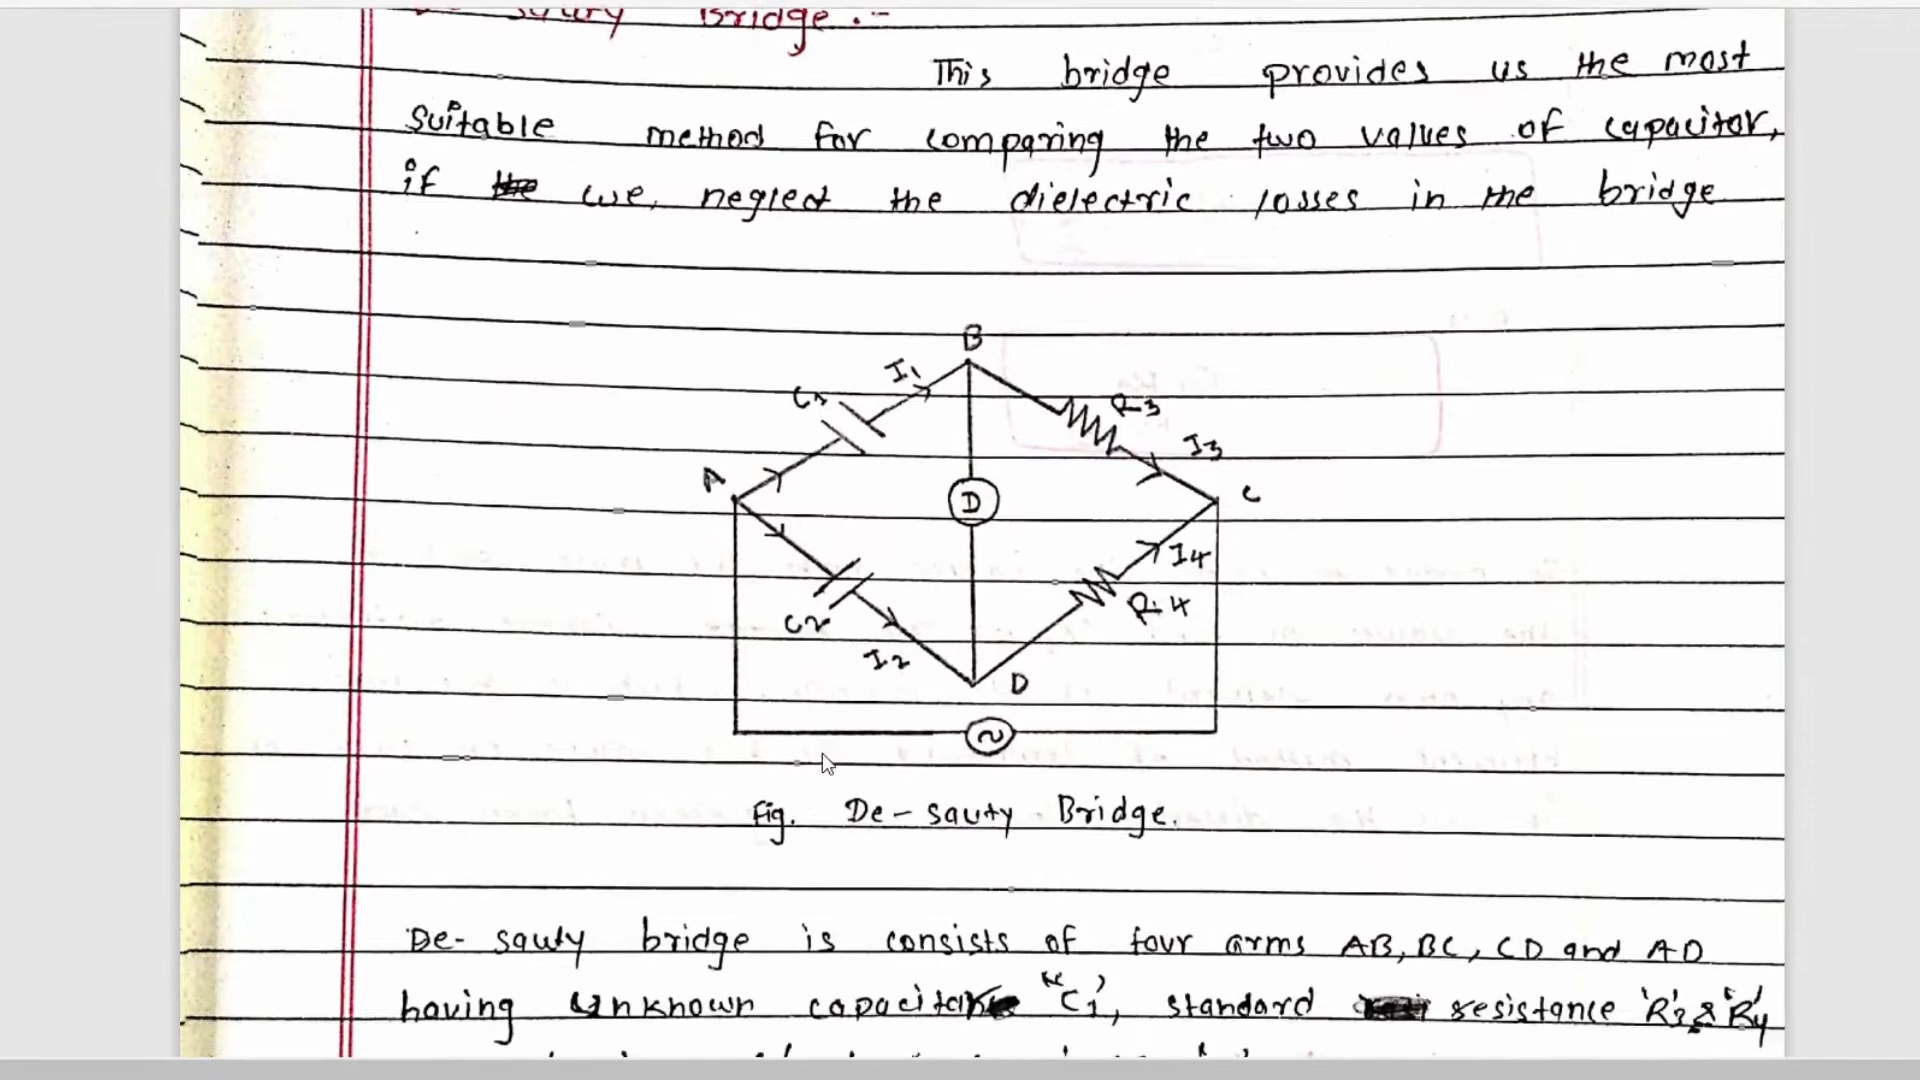 Bridge :-
This bridge provides us the most
suitable method for comparing the two values of capacitor,
if the we neglect the dielectric losses in the bridge
B
I1
C1
R3
I3
A
D
C
I4
R4
C2
I2
D
~
Fig. De-sauty Bridge.
De-sauty bridge is consists of four arms AB, BC, CD and AD
having unknown capacitance 'C1', standard resistance 'R3' & 'R4'